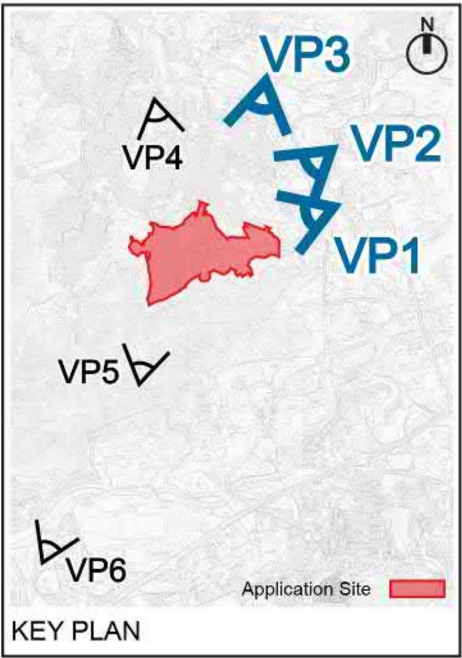 N
VP3
VP4
VP2
VP1
VP5
VP6
Application Site
KEY PLAN